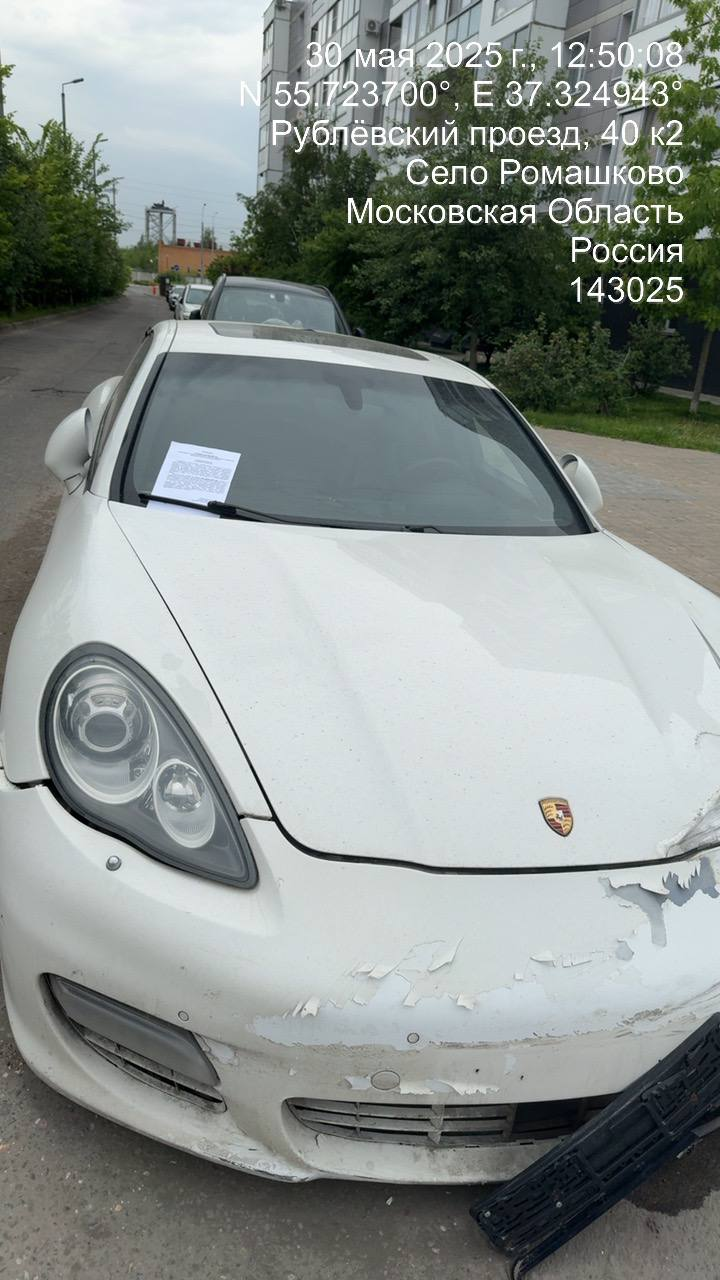 30 мая 2025 г., 12:50:08
N 55.723700°, E 37.324943°
Рублёвский проезд, 40 к2
Село Ромашково
Московская Область
Россия
143025